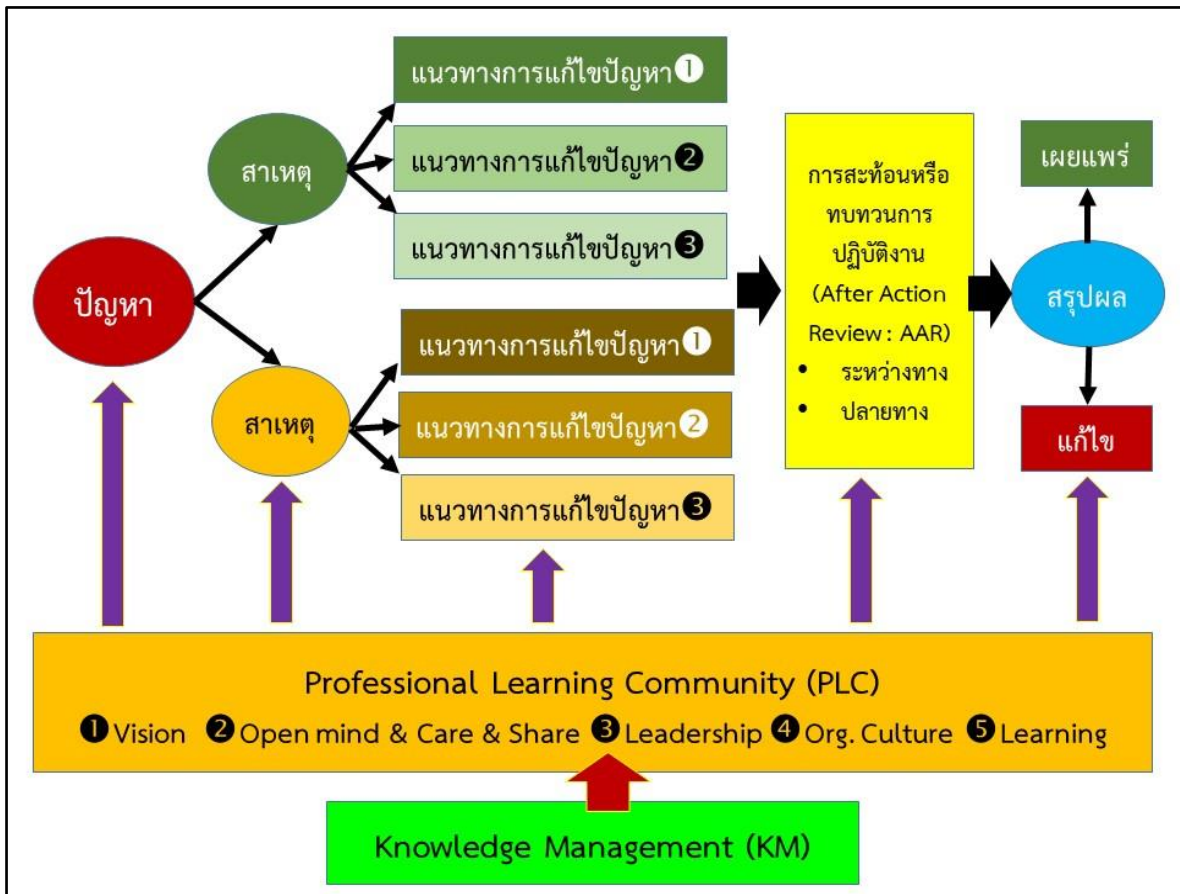 ปัญหา
สาเหตุ
แนวทางการแก้ไขปัญหา❶
แนวทางการแก้ไขปัญหา❷
แนวทางการแก้ไขปัญหา❸
สาเหตุ
แนวทางการแก้ไขปัญหา❶
แนวทางการแก้ไขปัญหา❷
แนวทางการแก้ไขปัญหา❸
การสะท้อนหรือ
ทบทวนการ
ปฏิบัติงาน
(After Action
Review : AAR)
• ระหว่างทาง
• ปลายทาง
เผยแพร่
สรุปผล
แก้ไข
Professional Learning Community (PLC)
❶ Vision ❷ Open mind & Care & Share ❸ Leadership ❹ Org. Culture ❺ Learning
Knowledge Management (KM)